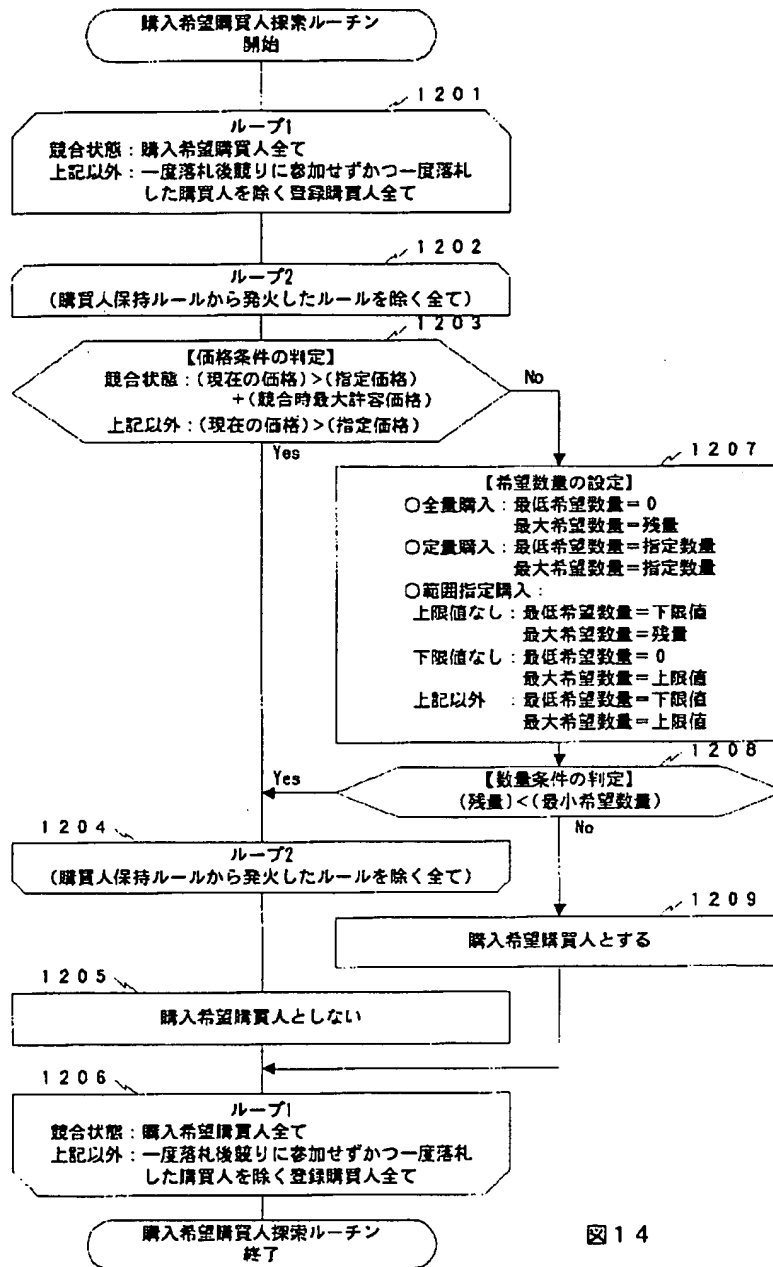 購入希望購買人探索ルーチン
開始
1201
ループ1
競合状態：購入希望購買人全て
上記以外：一度落札後競りに参加せずかつ一度落札
した購買人を除く登録購買人全て
1202
ループ2
(購買人保持ルールから発火したルールを除く全て)
1203
【価格条件の判定】
競合状態：(現在の価格)>(指定価格)
+(競合時最大許容価格)
上記以外：(現在の価格)>(指定価格)
No
Yes
1207
【希望数量の設定】
○全量購入：最低希望数量＝0
最大希望数量＝残量
○定量購入：最低希望数量＝指定数量
最大希望数量＝指定数量
○範囲指定購入：
上限値なし：最低希望数量＝下限値
最大希望数量＝残量
下限値なし：最低希望数量＝0
最大希望数量＝上限値
上記以外　：最低希望数量＝下限値
最大希望数量＝上限値
1208
【数量条件の判定】
(残量)<(最小希望数量)
Yes
No
1204
ループ2
(購買人保持ルールから発火したルールを除く全て)
1209
購入希望購買人とする
1205
購入希望購買人としない
1206
ループ1
競合状態：購入希望購買人全て
上記以外：一度落札後競りに参加せずかつ一度落札
した購買人を除く登録購買人全て
購入希望購買人探索ルーチン
終了
図14